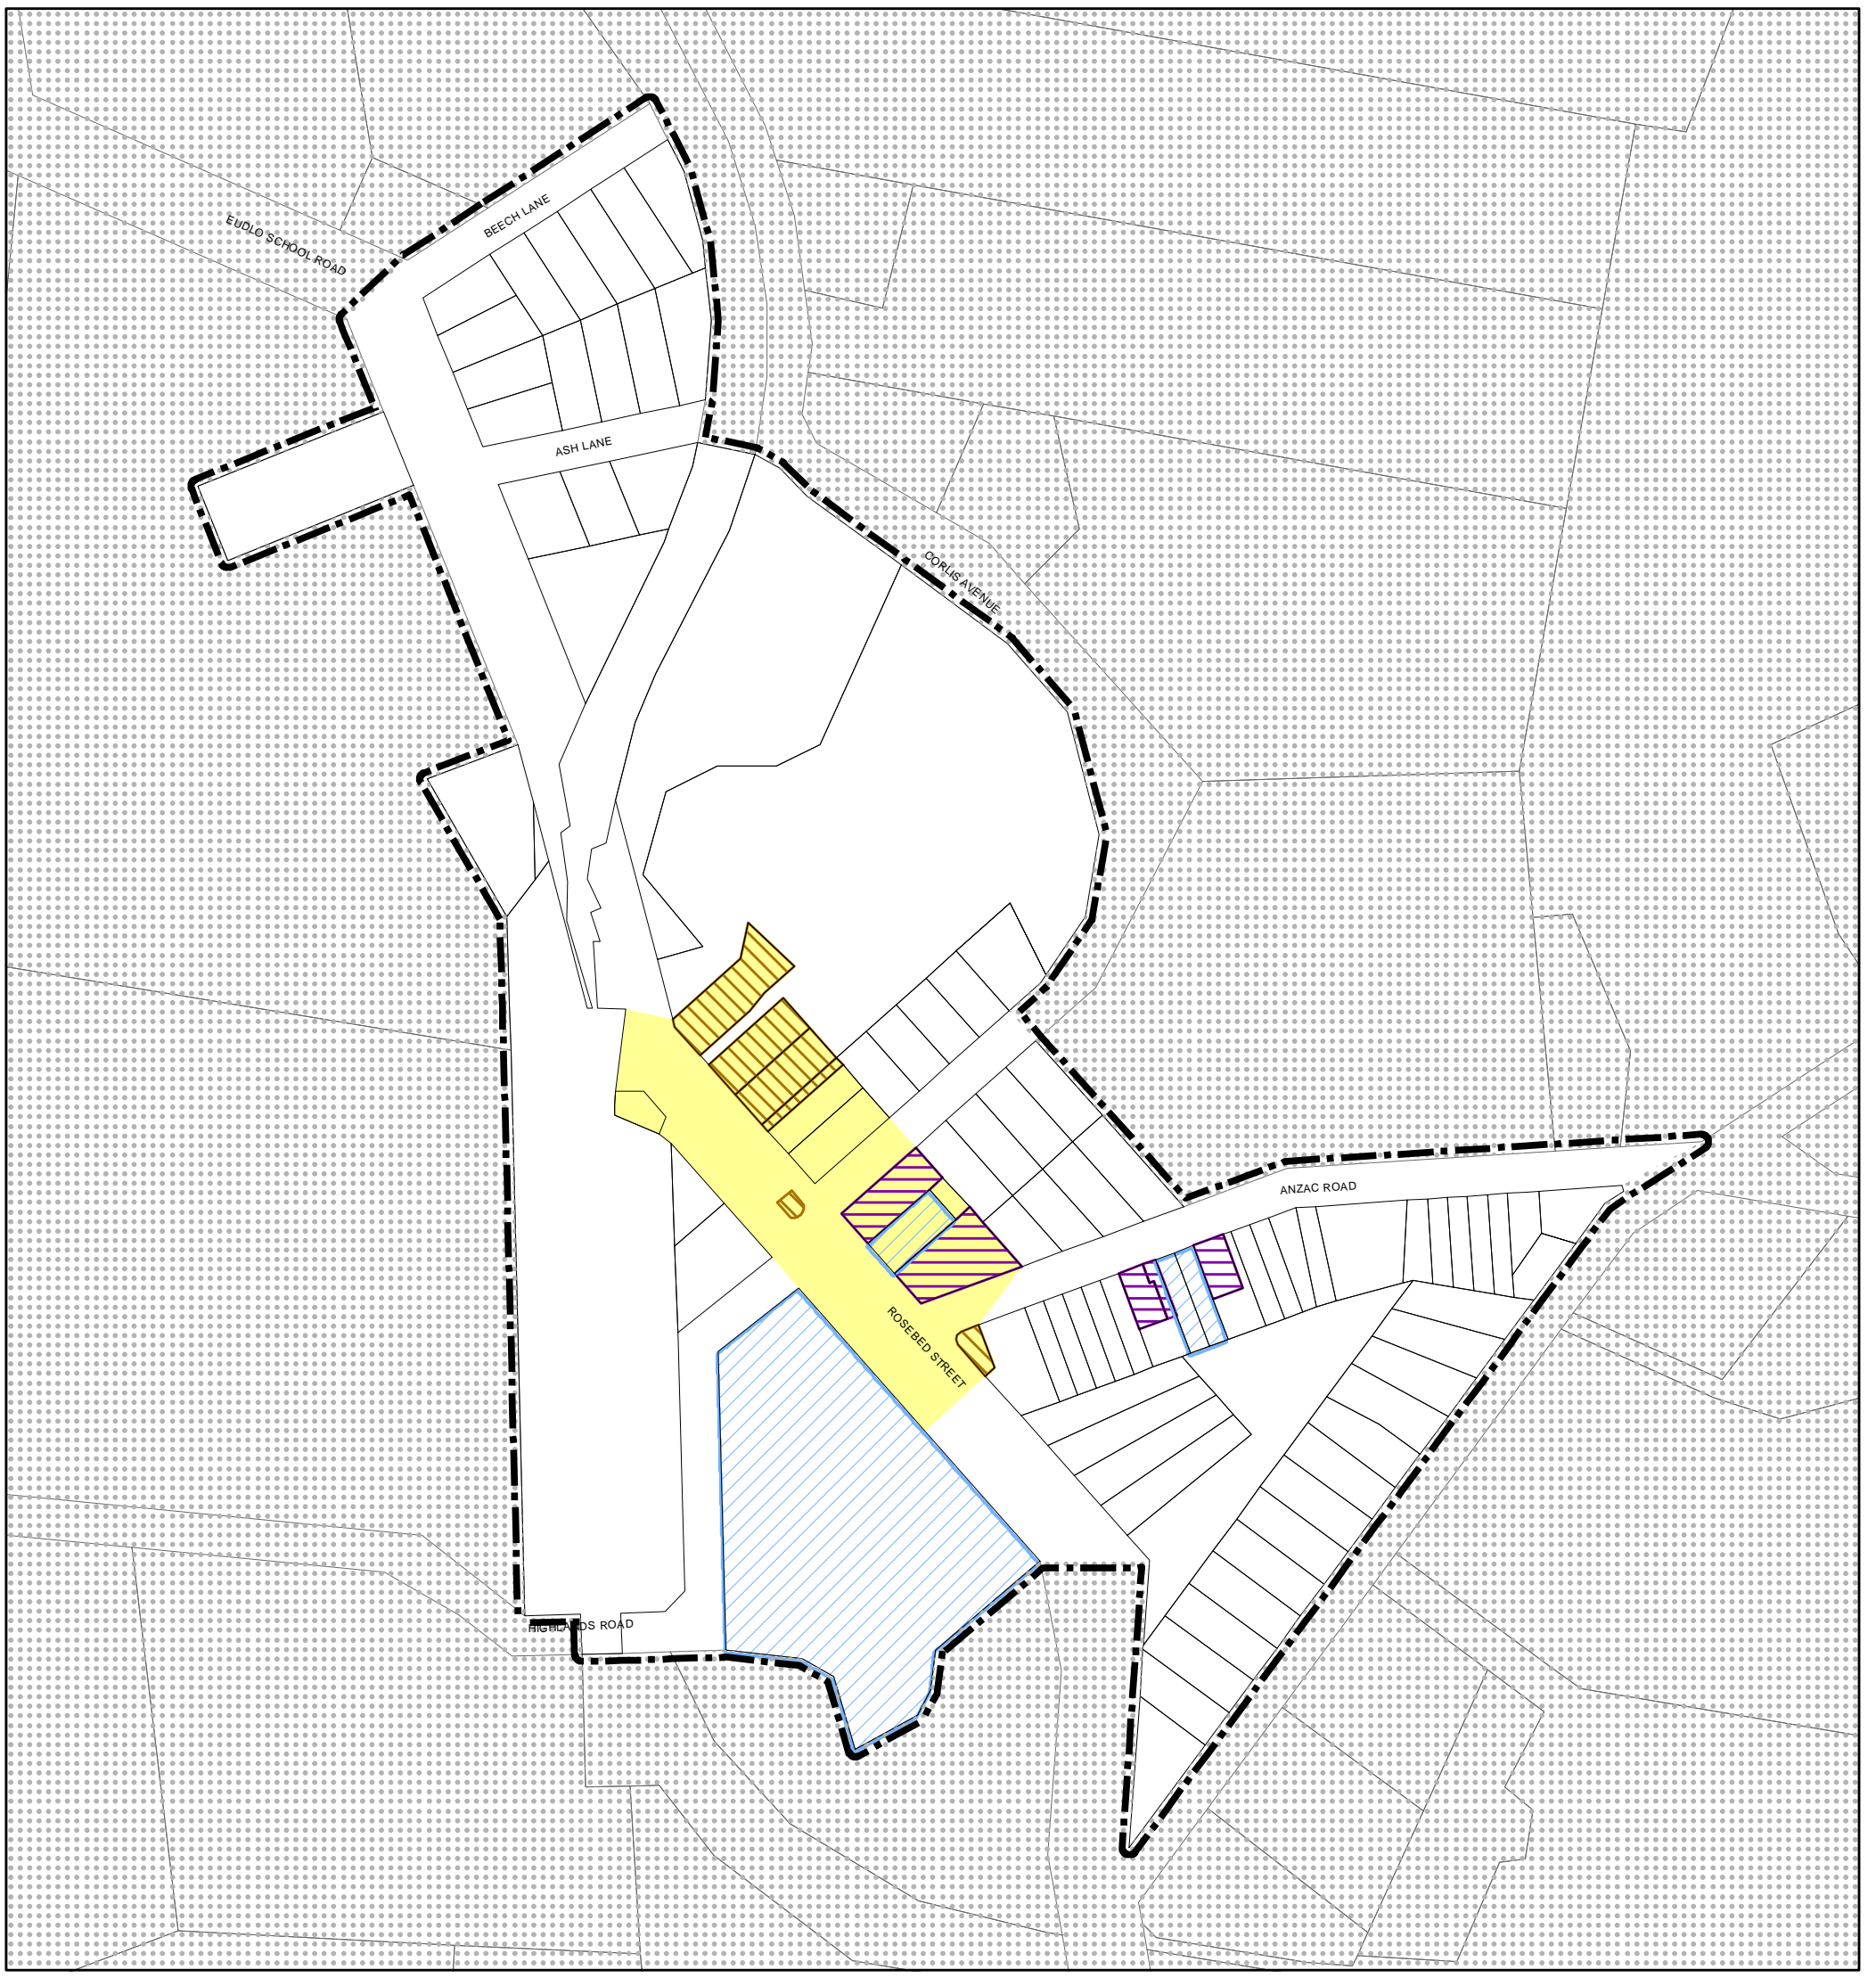 BEECH LANE
EUDLO SCHOOL ROAD
ASH LANE
CORLIS AVENUE
ANZAC ROAD
ROSEBED STREET
HIGHLANDS ROAD